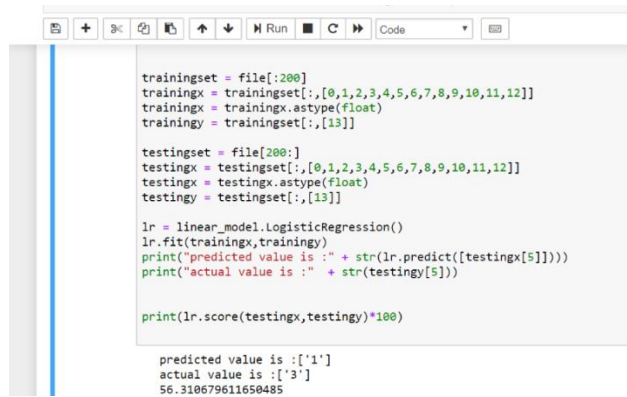 Run Code
trainingset = file[:200]
trainingx = trainingset[:,[0,1,2,3,4,5,6,7,8,9,10,11,12]]
trainingx = trainingx.astype(float)
trainingy = trainingset[:,[13]]
testingset = file[200:]
testingx = testingset[:,[0,1,2,3,4,5,6,7,8,9,10,11,12]]
testingx = testingx.astype(float)
testingy = testingset[:,[13]]
lr = linear_model.LogisticRegression()
lr.fit(trainingx,trainingy)
print("predicted value is :" + str(lr.predict([testingx[5]])))
print("actual value is :"  + str(testingy[5]))
print(lr.score(testingx,testingy)*100)
predicted value is :['1']
actual value is :['3']
56.310679611650485